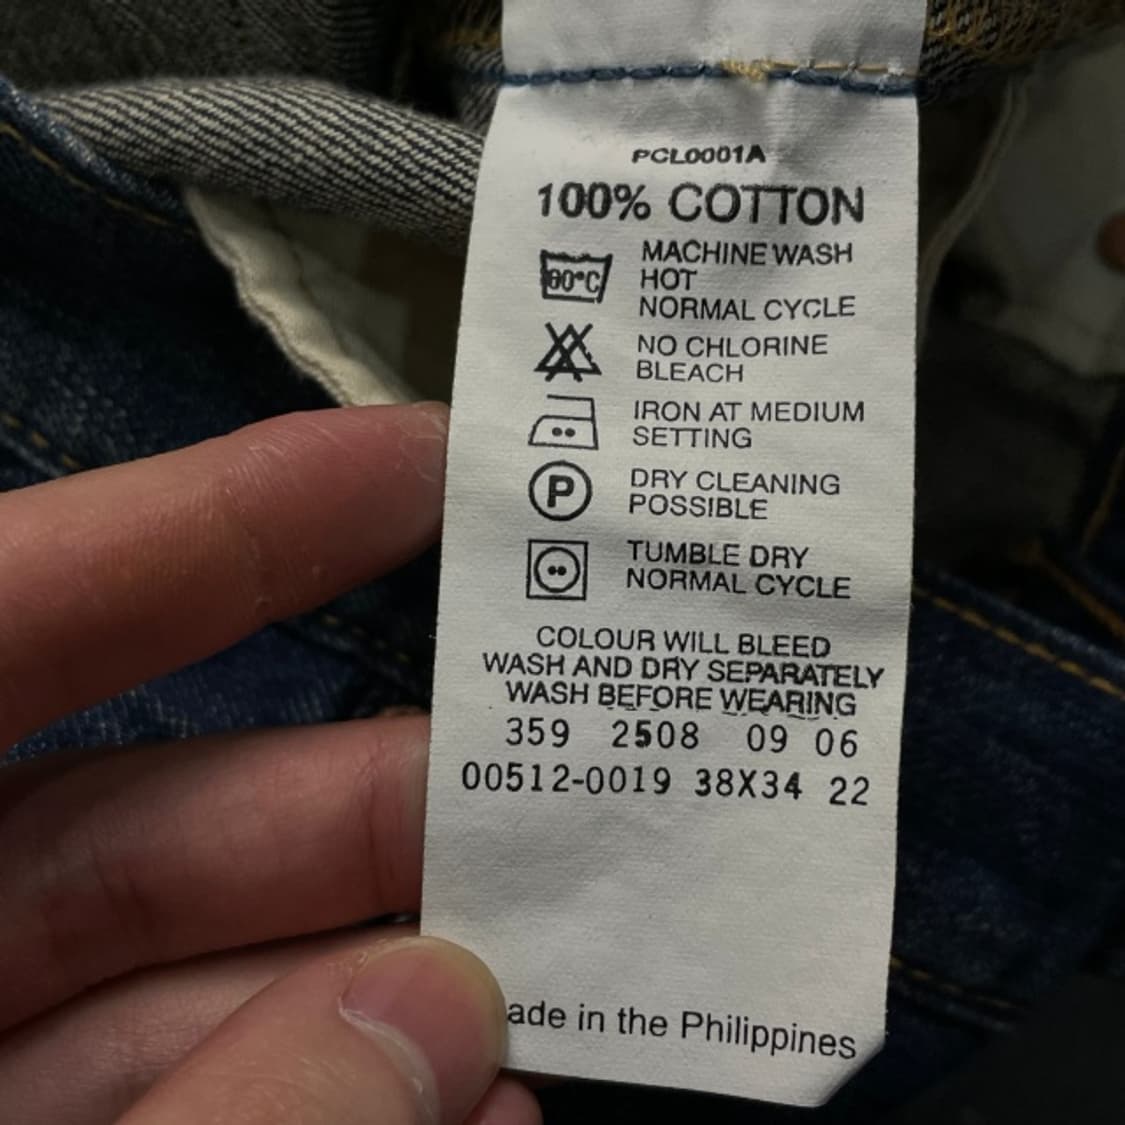 PCL0001A
100% COTTON
MACHINE WASH
HOT
NORMAL CYCLE
NO CHLORINE
BLEACH
IRON AT MEDIUM
SETTING
P
DRY CLEANING
POSSIBLE
TUMBLE DRY
NORMAL CYCLE
COLOUR WILL BLEED
WASH AND DRY SEPARATELY
WASH BEFORE WEARING
359 2508 09 06
00512-0019 38X34 22
ade in the Philippines